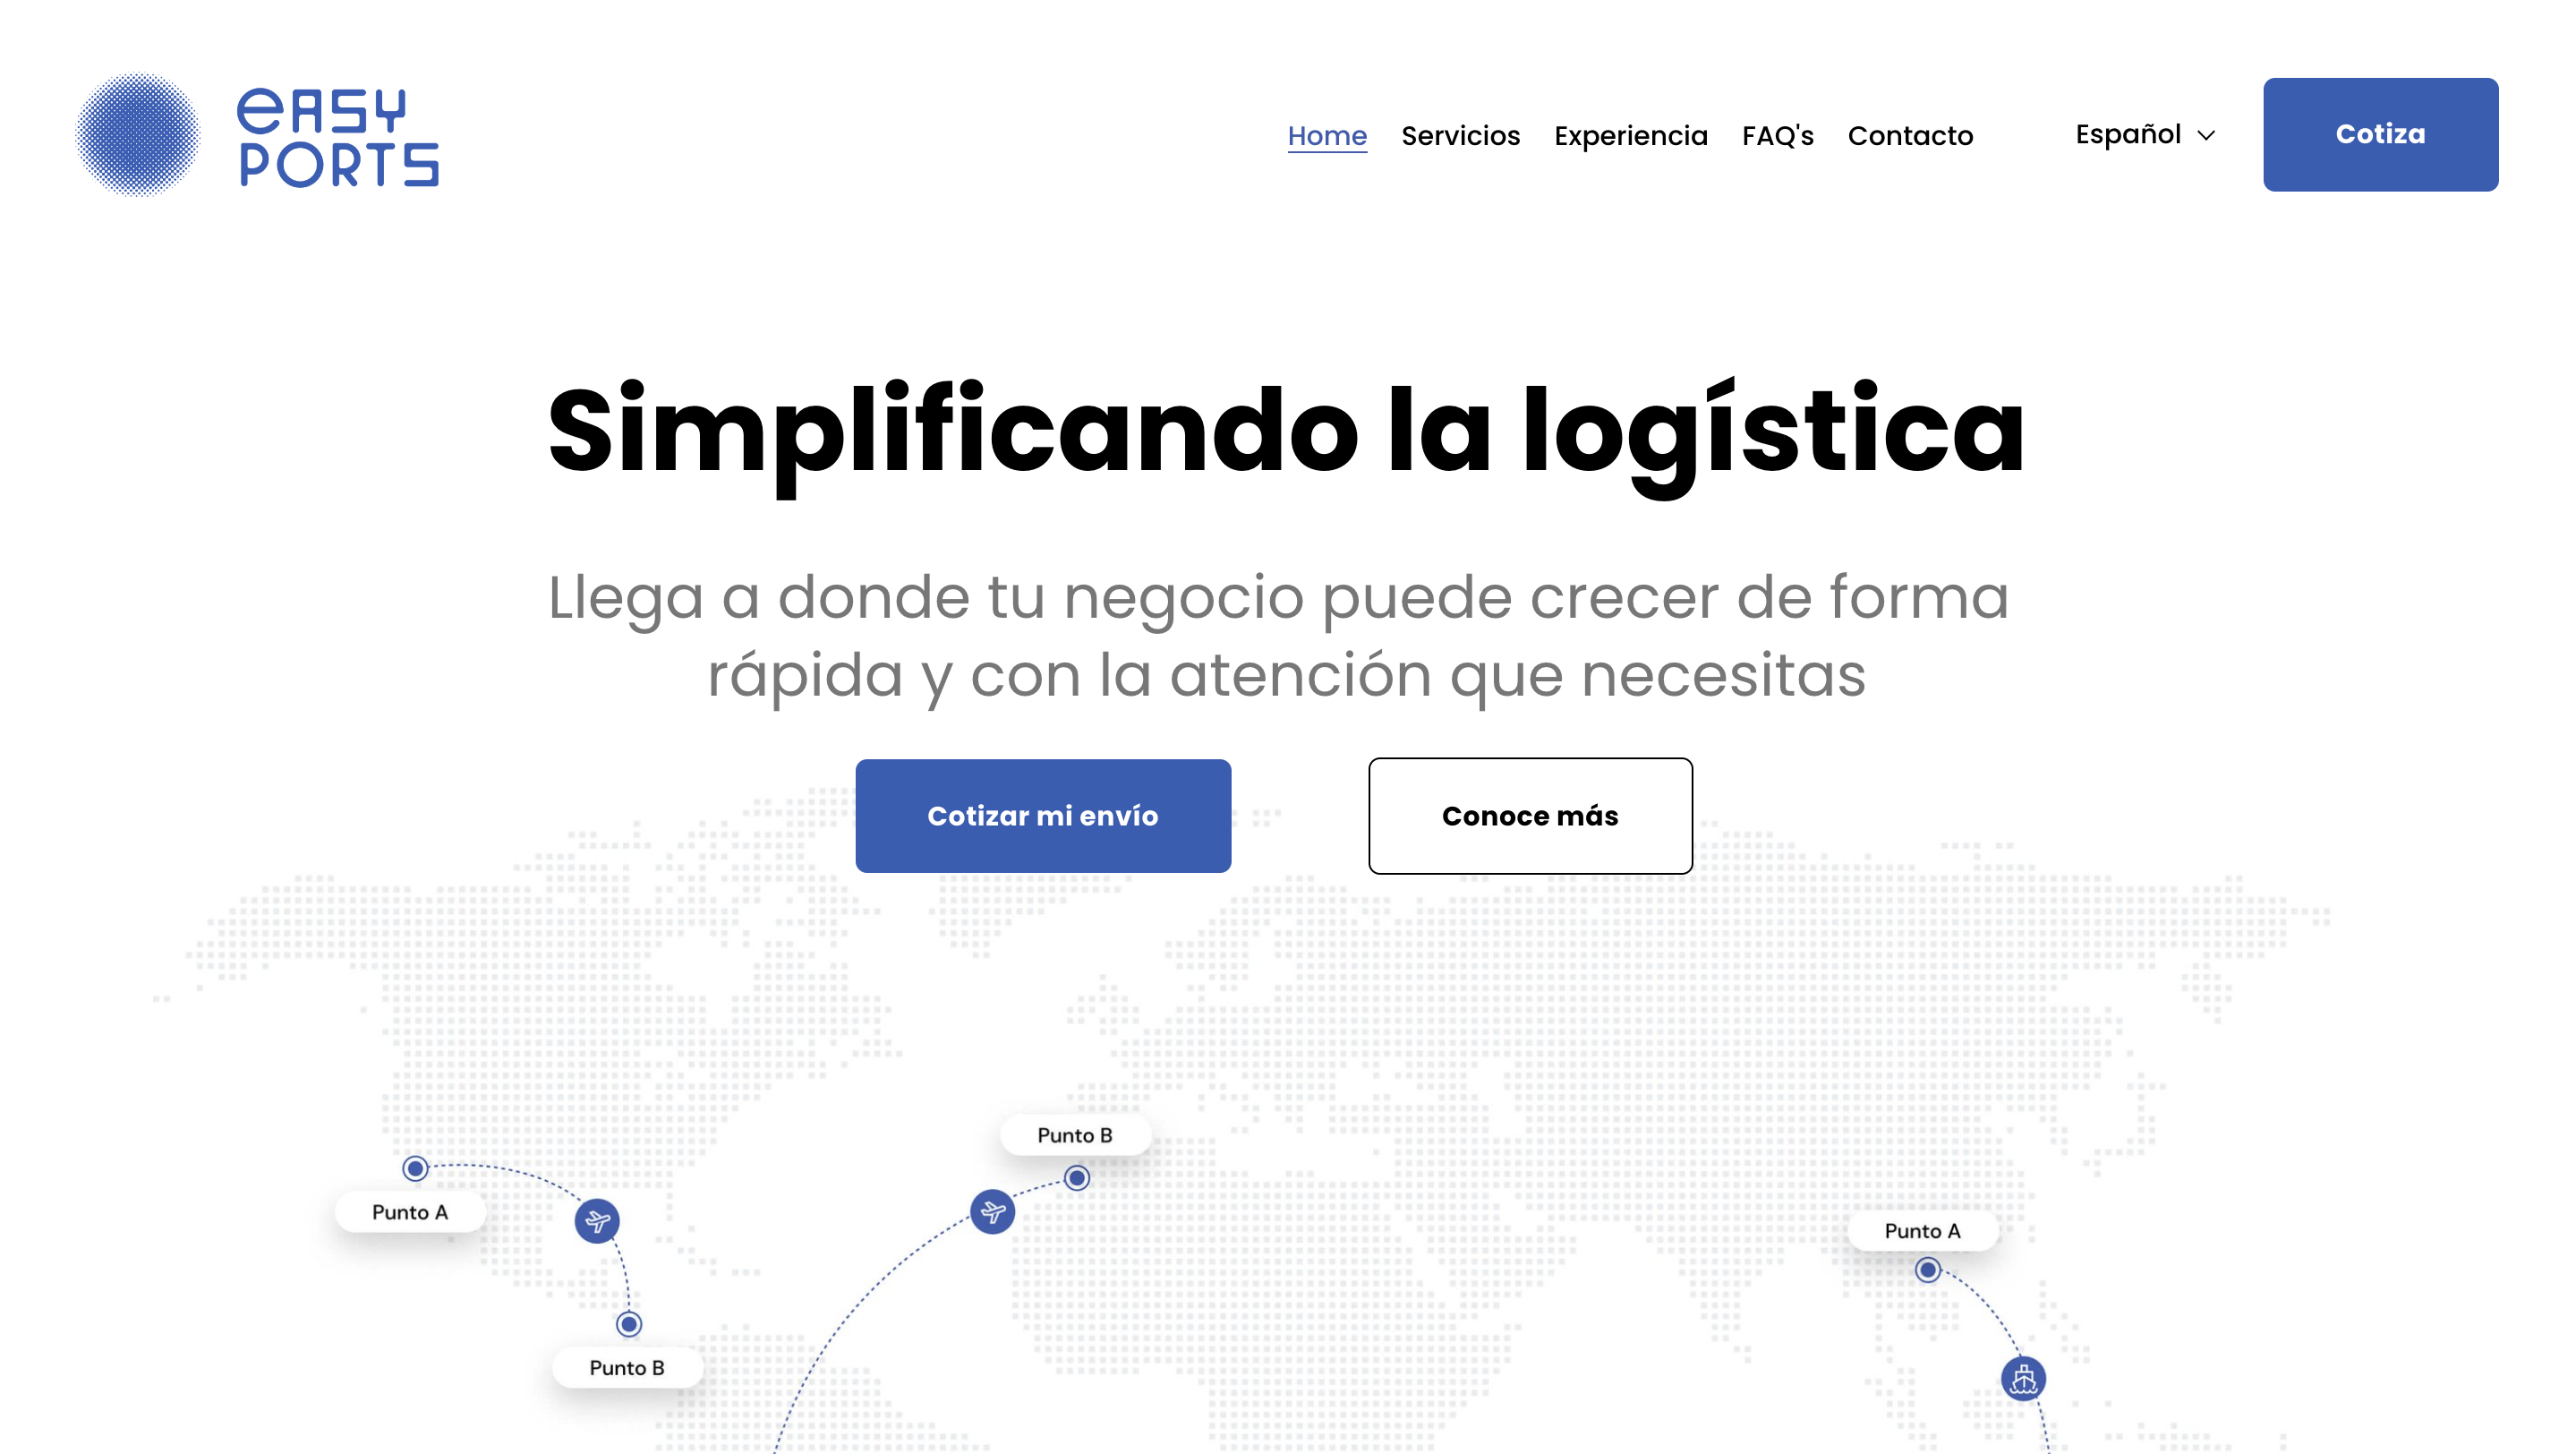 eASY
PORTS
Home Servicios Experiencia FAQ's Contacto Español Cotiza
Simplificando la logística
Llega a donde tu negocio puede crecer de forma
rápida y con la atención que necesitas
Cotizar mi envío Conoce más
Punto B
Punto A
Punto A
Punto B